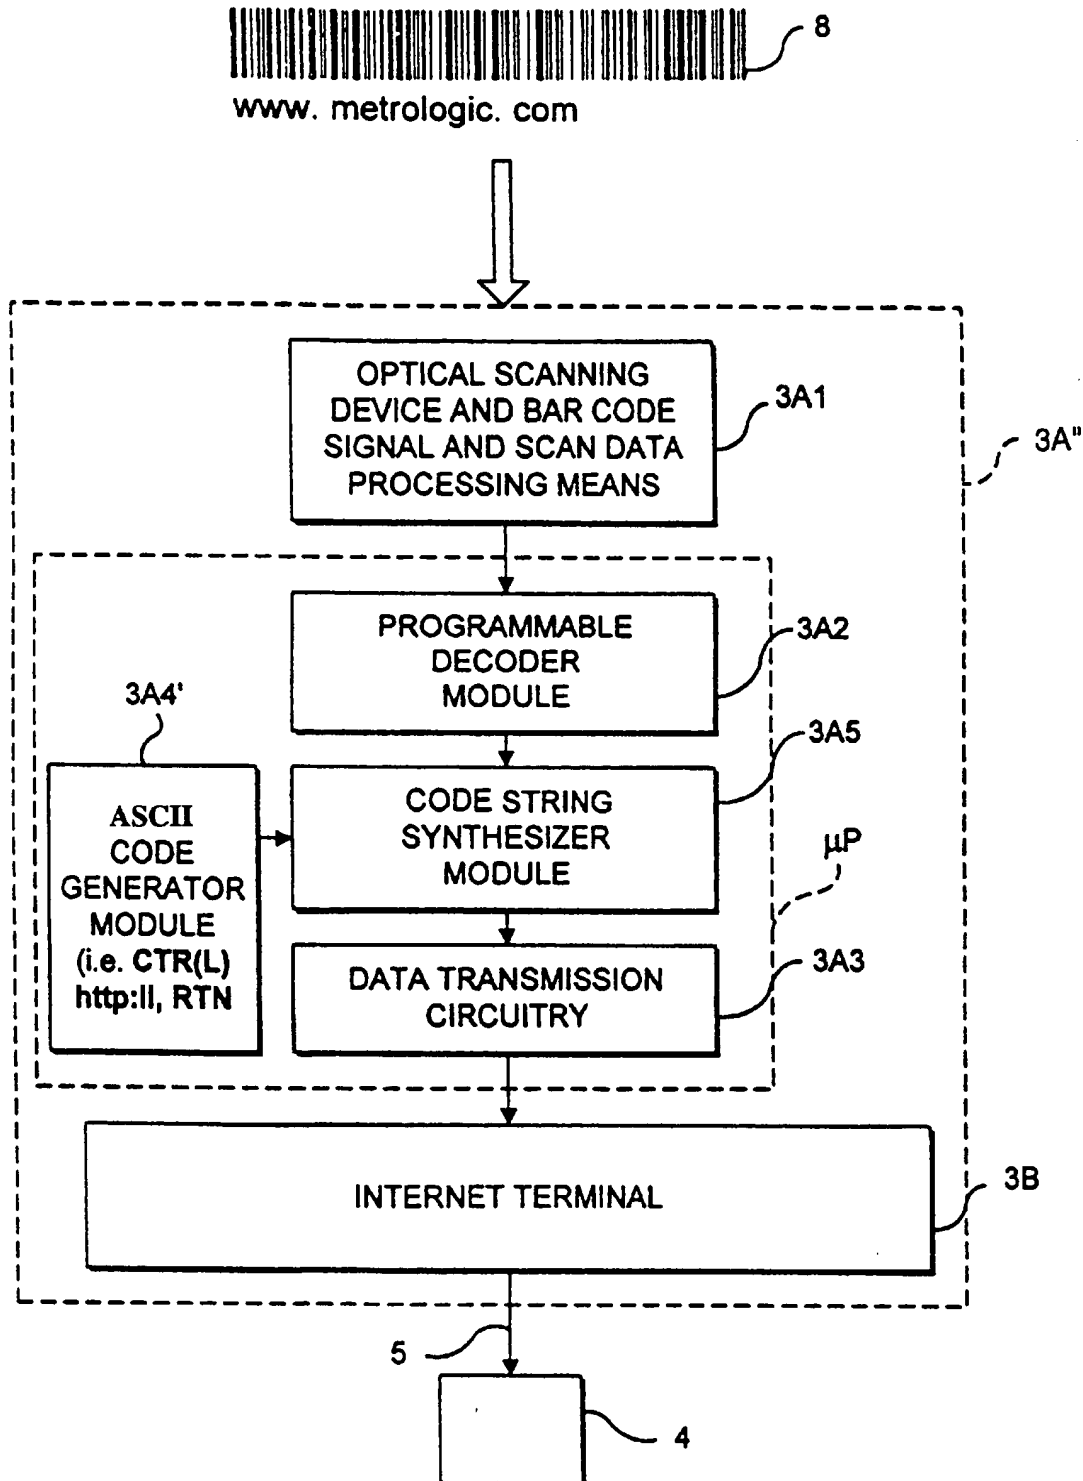 8
www. metrologic. com
OPTICAL SCANNING
DEVICE AND BAR CODE
SIGNAL AND SCAN DATA
PROCESSING MEANS
3A1
3A"
PROGRAMMABLE
DECODER
MODULE
3A2
3A4'
ASCII
CODE
GENERATOR
MODULE
(i.e. CTR(L)
http:II, RTN
CODE STRING
SYNTHESIZER
MODULE
3A5
µP
DATA TRANSMISSION
CIRCUITRY
3A3
INTERNET TERMINAL
3B
5
4